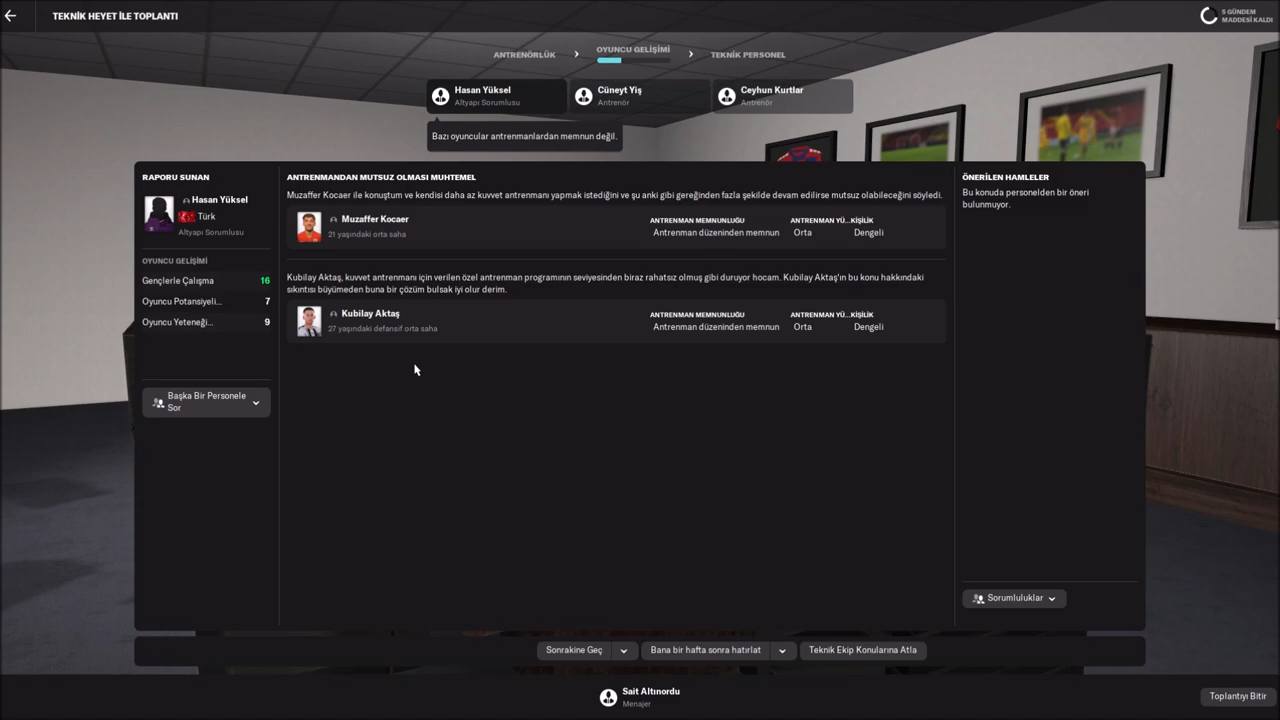 TEKNİK HEYET İLE TOPLANTI
5 GÜNDEM
MADDESİ KALDI
ANTRENÖRLÜK
OYUNCU GELİŞİMİ
TEKNİK PERSONEL
Hasan Yüksel
Altyapı Sorumlusu
Cüneyt Yiş
Antrenör
Ceyhun Kurtlar
Antrenör
Bazı oyuncular antrenmanlardan memnun değil.
RAPORU SUNAN
Hasan Yüksel
Türk
Altyapı Sorumlusu
OYUNCU GELİŞİMİ
Gençlerle Çalışma 16
Oyuncu Potansiyeli... 7
Oyuncu Yeteneği... 9
Başka Bir Personele
Sor
ANTRENMANDAN MUTSUZ OLMASI MUHTEMEL
Muzaffer Kocaer ile konuştum ve kendisi daha az kuvvet antrenmanı yapmak istediğini ve şu anki gibi gereğinden fazla şekilde devam edilirse mutsuz olabileceğini söyledi.
Muzaffer Kocaer
21 yaşındaki orta saha
ANTRENMAN MEMNUNLUĞU ANTRENMAN YÜ...KİŞİLİK
Antrenman düzeninden memnun Orta Dengeli
Kubilay Aktaş, kuvvet antrenmanı için verilen özel antrenman programının seviyesinden biraz rahatsız olmuş gibi duruyor hocam. Kubilay Aktaş'ın bu konu hakkındaki
sıkıntısı büyümeden buna bir çözüm bulsak iyi olur derim.
Kubilay Aktaş
27 yaşındaki defansif orta saha
ANTRENMAN MEMNUNLUĞU ANTRENMAN YÜ...KİŞİLİK
Antrenman düzeninden memnun Orta Dengeli
ÖNERİLEN HAMLELER
Bu konuda personelden bir öneri
bulunmuyor.
Sorumluluklar
Sonrakine Geç
Bana bir hafta sonra hatırlat
Teknik Ekip Konularına Atla
Sait Altınordu
Menajer
Toplantıyı Bitir